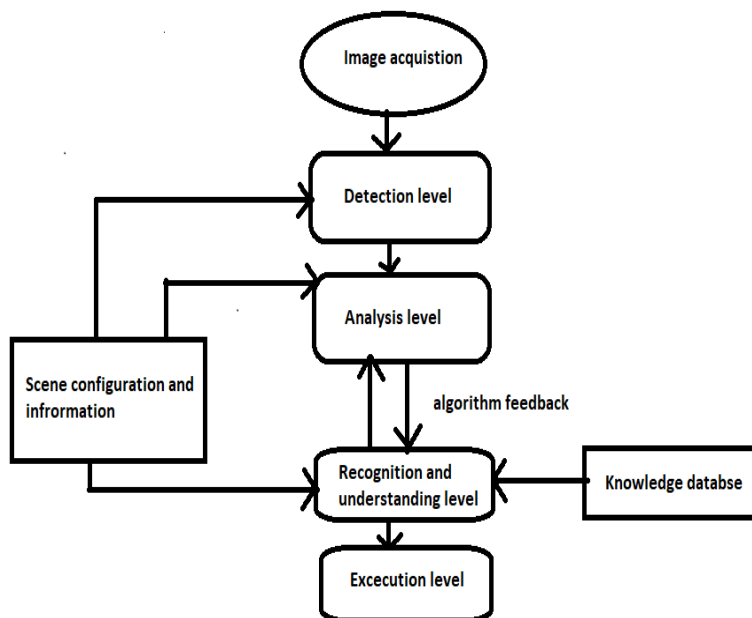 Image acquistion
Detection level
Analysis level
Scene configuration and
infrormation
algorithm feedback
Recognition and
understanding level
Knowledge databse
Excecution level